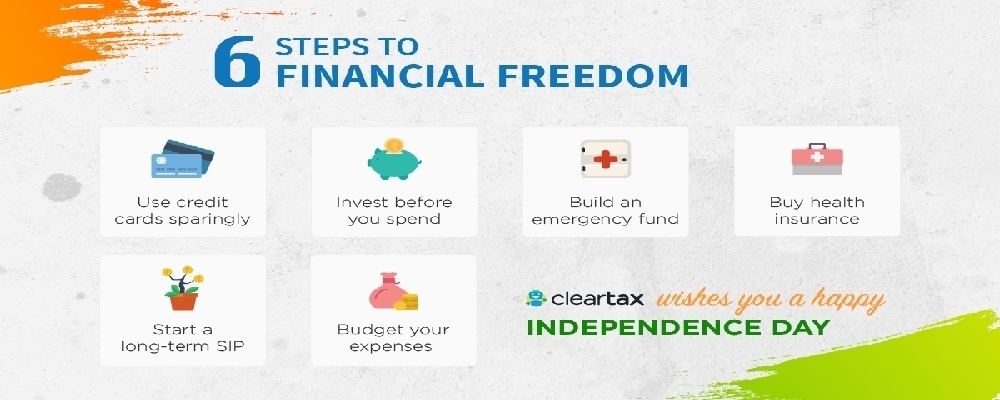 6 STEPS TO
FINANCIAL FREEDOM
Use credit
cards sparingly
Invest before
you spend
Build an
emergency fund
Buy health
insurance
Start a
long-term SIP
Budget your
expenses
cleartax wishes you a happy
INDEPENDENCE DAY